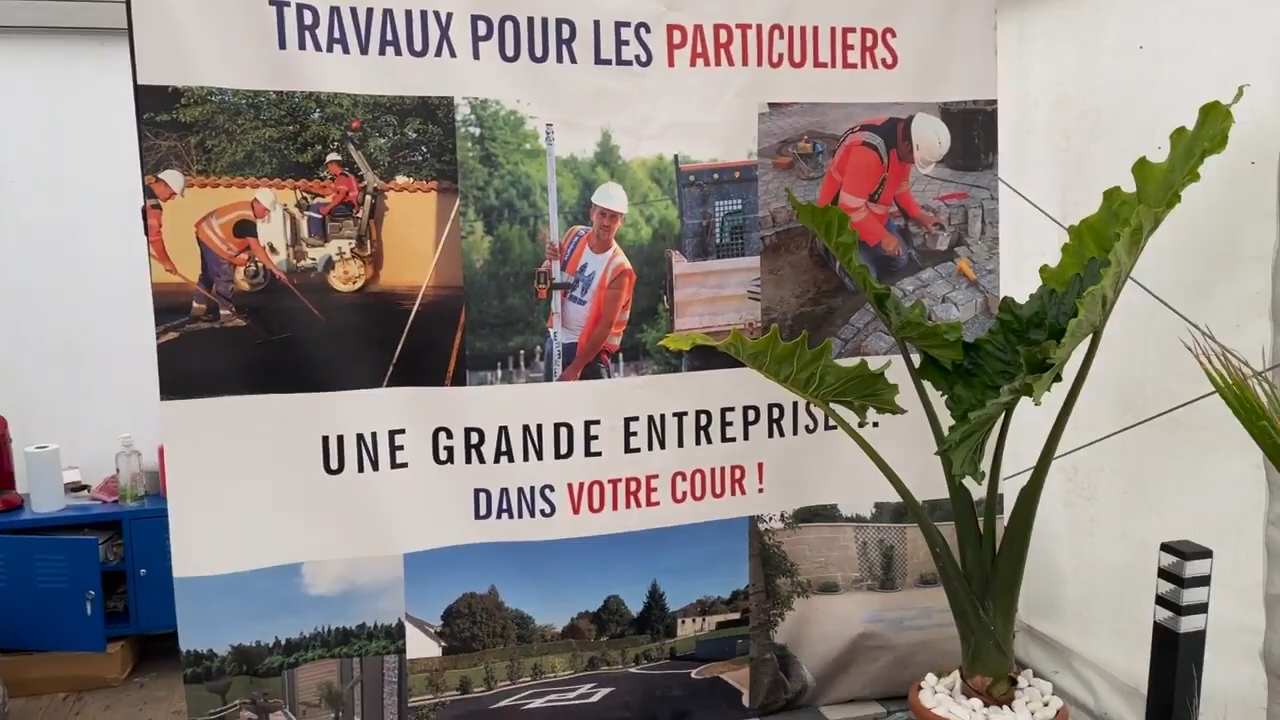 TRAVAUX POUR LES PARTICULIERS
UNE GRANDE ENTREPRISE ...
DANS VOTRE COUR !